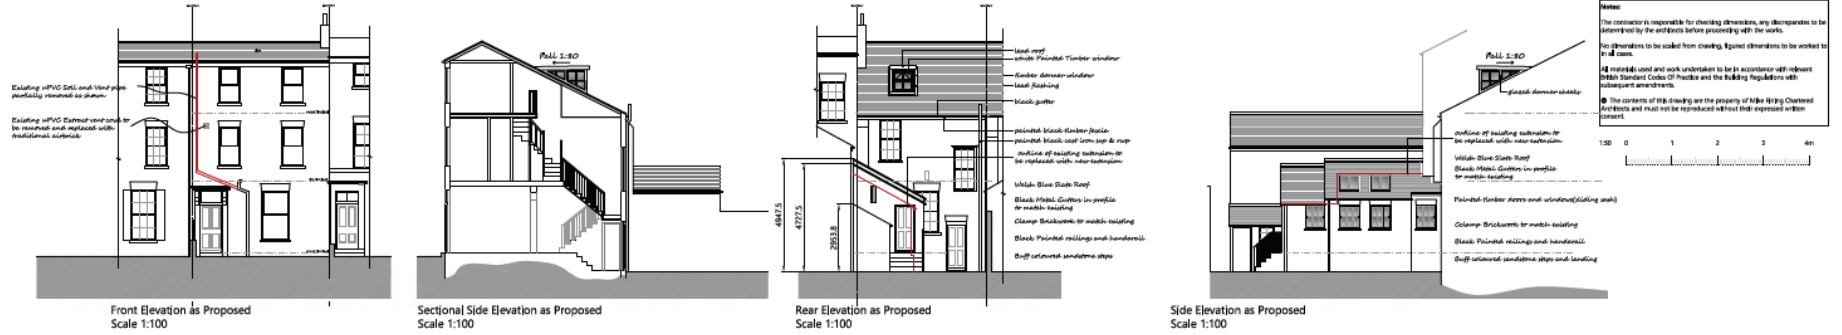 Existing uPVC Soil and Vent pipe
partially removed as shown
Existing uPVC Extract vent cowl to
be removed and replaced with
traditional airbrick
Front Elevation as Proposed
Scale 1:100
Fall 1:80
Sectional Side Elevation as Proposed
Scale 1:100
lead roof
white Painted Timber window
timber dormer window
lead flashing
black gutter
painted black timber fascia
painted black cast iron svp & rwp
outline of existing extension to
be replaced with new extension
Welsh Blue Slate Roof
Black Metal Gutters in profile
to match existing
Clamp Brickwork to match existing
Black Painted railings and handrail
Buff coloured sandstone steps
4947.5
4727.5
2953.8
Rear Elevation as Proposed
Scale 1:100
Fall 1:80
glazed dormer cheeks
outline of existing extension to
be replaced with new extension
Welsh Blue Slate Roof
Black Metal Gutters in profile
to match existing
Painted timber doors and windows(sliding sash)
Clamp Brickwork to match existing
Black Painted railings and handrail
Buff coloured sandstone steps and landing
Side Elevation as Proposed
Scale 1:100
Notes:
The contractor is responsible for checking dimensions, any discrepancies to be
determined by the architects before proceeding with the works.
No dimensions to be scaled from drawing, figured dimensions to be worked to
in all cases.
All materials used and work undertaken to be in accordance with relevant
British Standard Codes Of Practice and the Building Regulations with
subsequent amendments.
© The contents of this drawing are the property of Mike Fining Chartered
Architects and must not be reproduced without their expressed written
consent.
1:50 0 1 2 3 4m